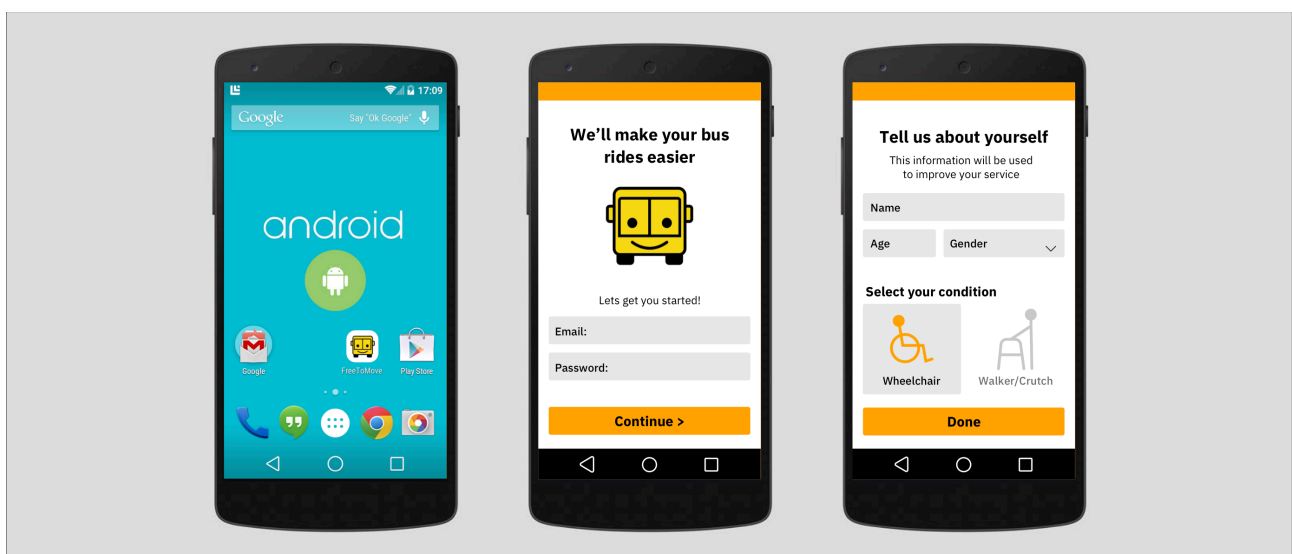 17:09
Google
Say "Ok Google"
android
Google
FreeToMove
Play Store
We'll make your bus
rides easier
Lets get you started!
Email:
Password:
Continue >
Tell us about yourself
This information will be used
to improve your service
Name
Age
Gender
Select your condition
Wheelchair
Walker/Crutch
Done